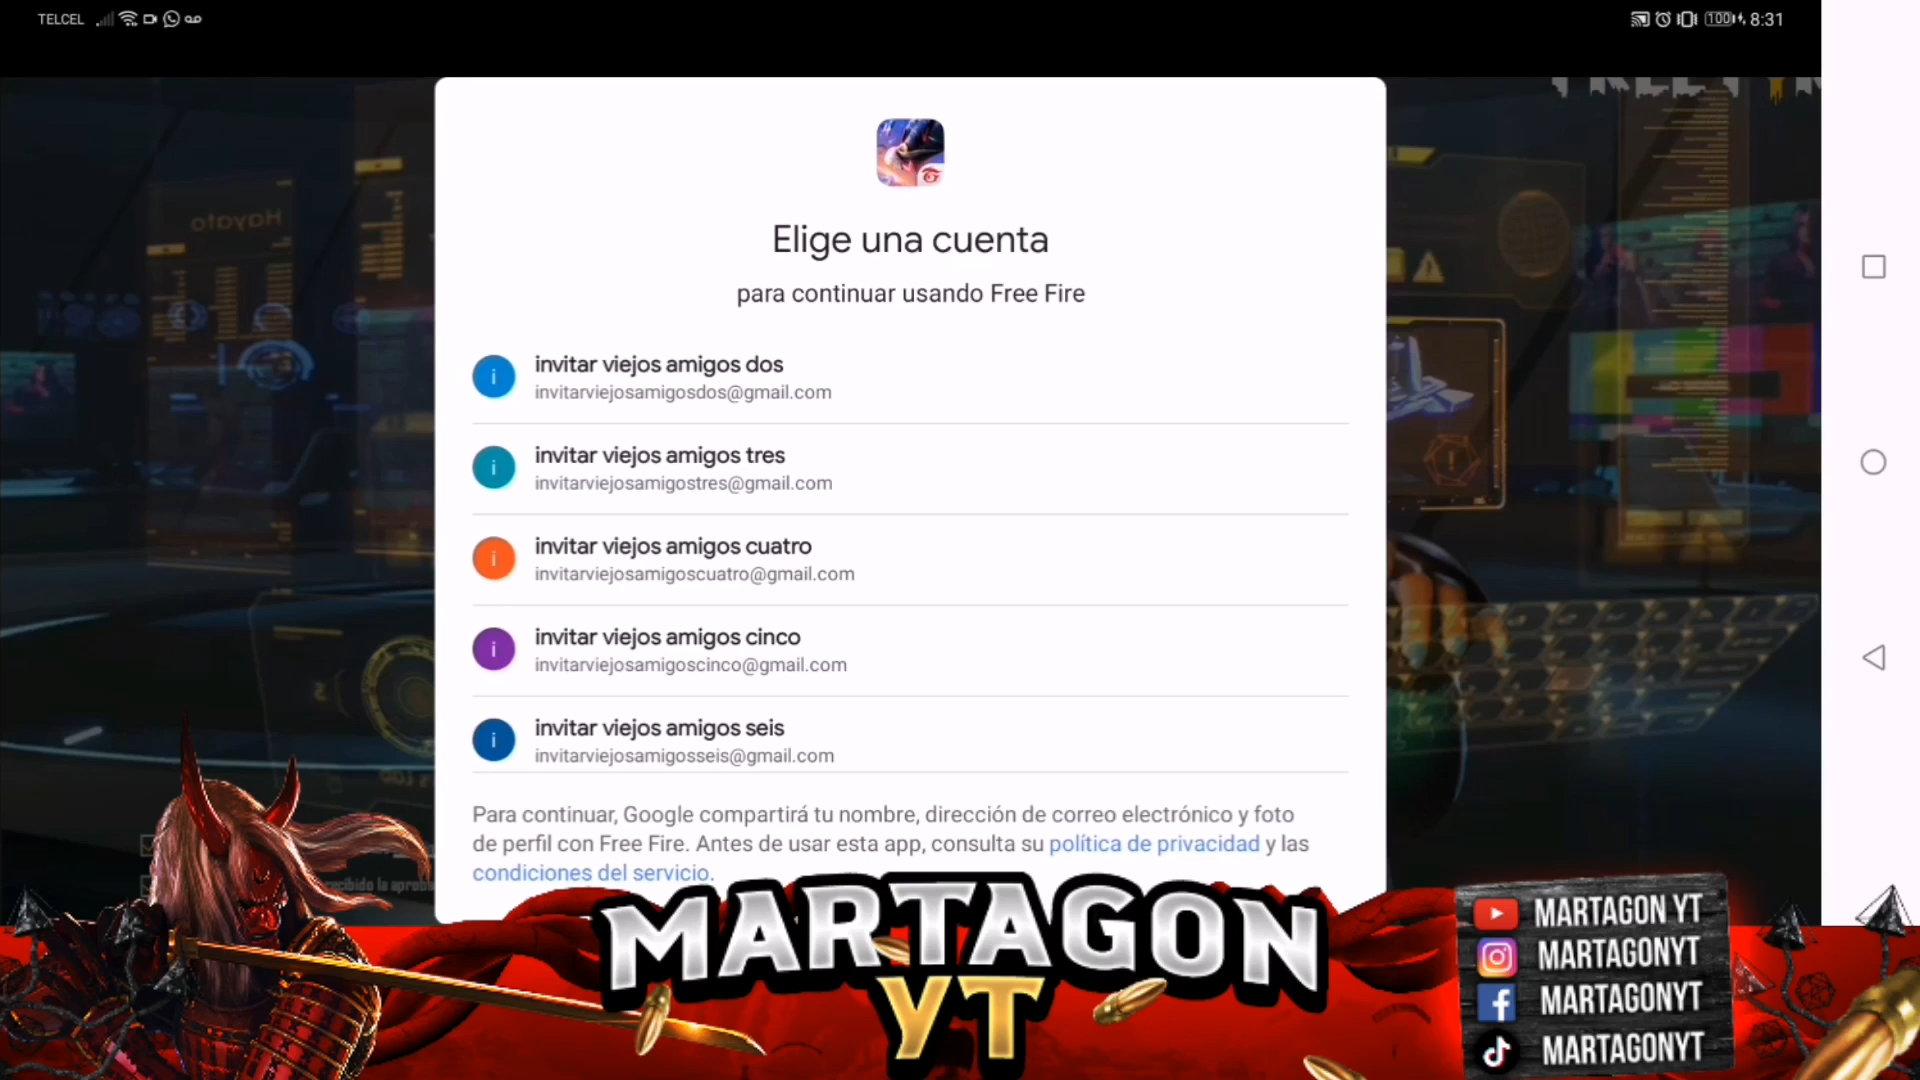 TELCEL
100 8:31
Hayato
Elige una cuenta
para continuar usando Free Fire
i invitar viejos amigos dos
invitarviejosamigosdos@gmail.com
i invitar viejos amigos tres
invitarviejosamigostres@gmail.com
i invitar viejos amigos cuatro
invitarviejosamigoscuatro@gmail.com
i invitar viejos amigos cinco
invitarviejosamigoscinco@gmail.com
i invitar viejos amigos seis
invitarviejosamigosseis@gmail.com
Para continuar, Google compartirá tu nombre, dirección de correo electrónico y foto
de perfil con Free Fire. Antes de usar esta app, consulta su política de privacidad y las
condiciones del servicio.
MARTAGON
YT
MARTAGON YT
MARTAGONYT
MARTAGONYT
MARTAGONYT